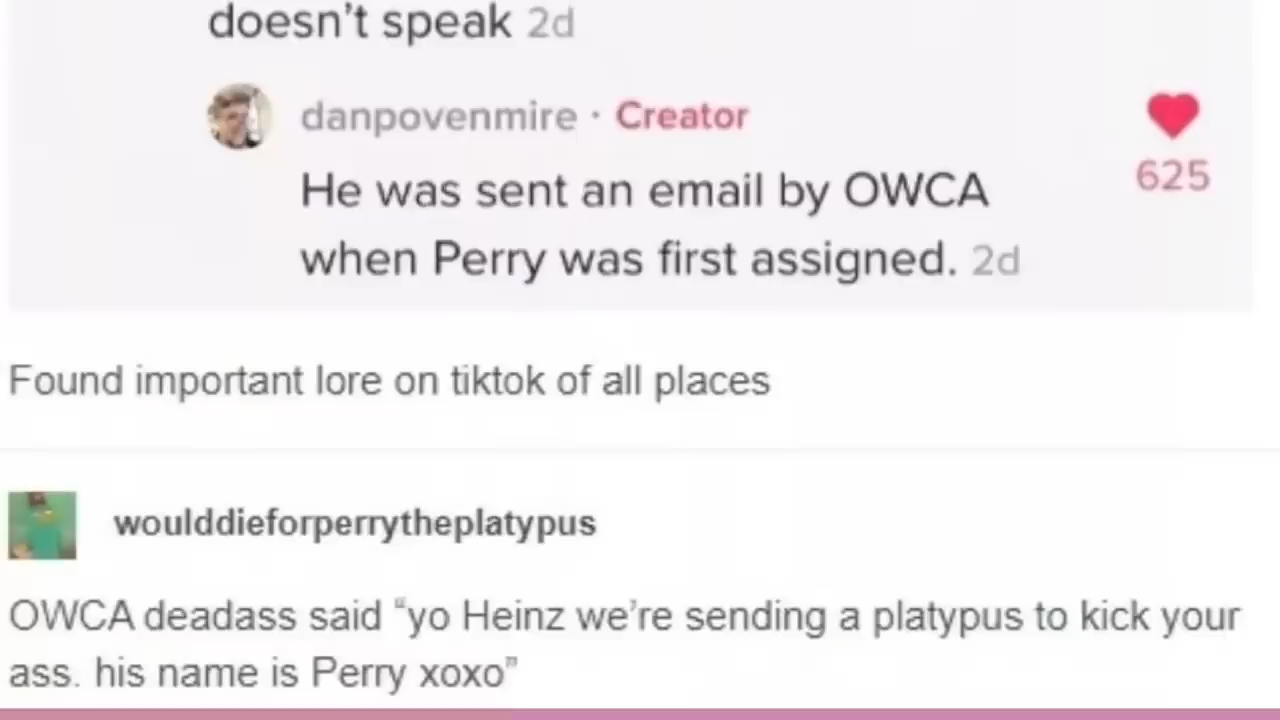 doesn't speak 2d
danpovenmire · Creator
He was sent an email by OWCA
625
when Perry was first assigned. 2d
Found important lore on tiktok of all places
woulddieforperrytheplatypus
OWCA deadass said “yo Heinz we’re sending a platypus to kick your
ass. his name is Perry xoxo”